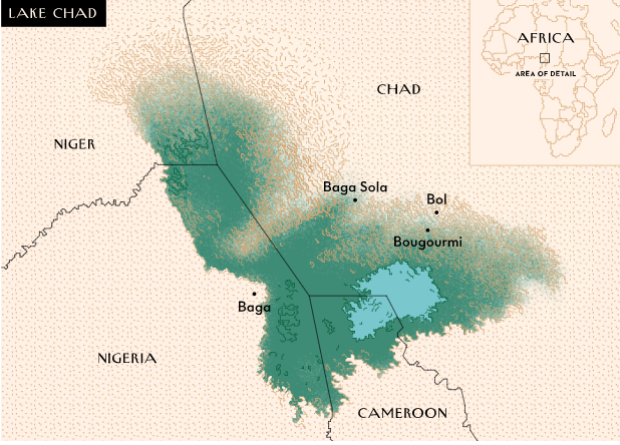 LAKE CHAD
AFRICA
AREA OF DETAIL
CHAD
NIGER
Baga Sola
Bol
Bougourmi
Baga
NIGERIA
CAMEROON